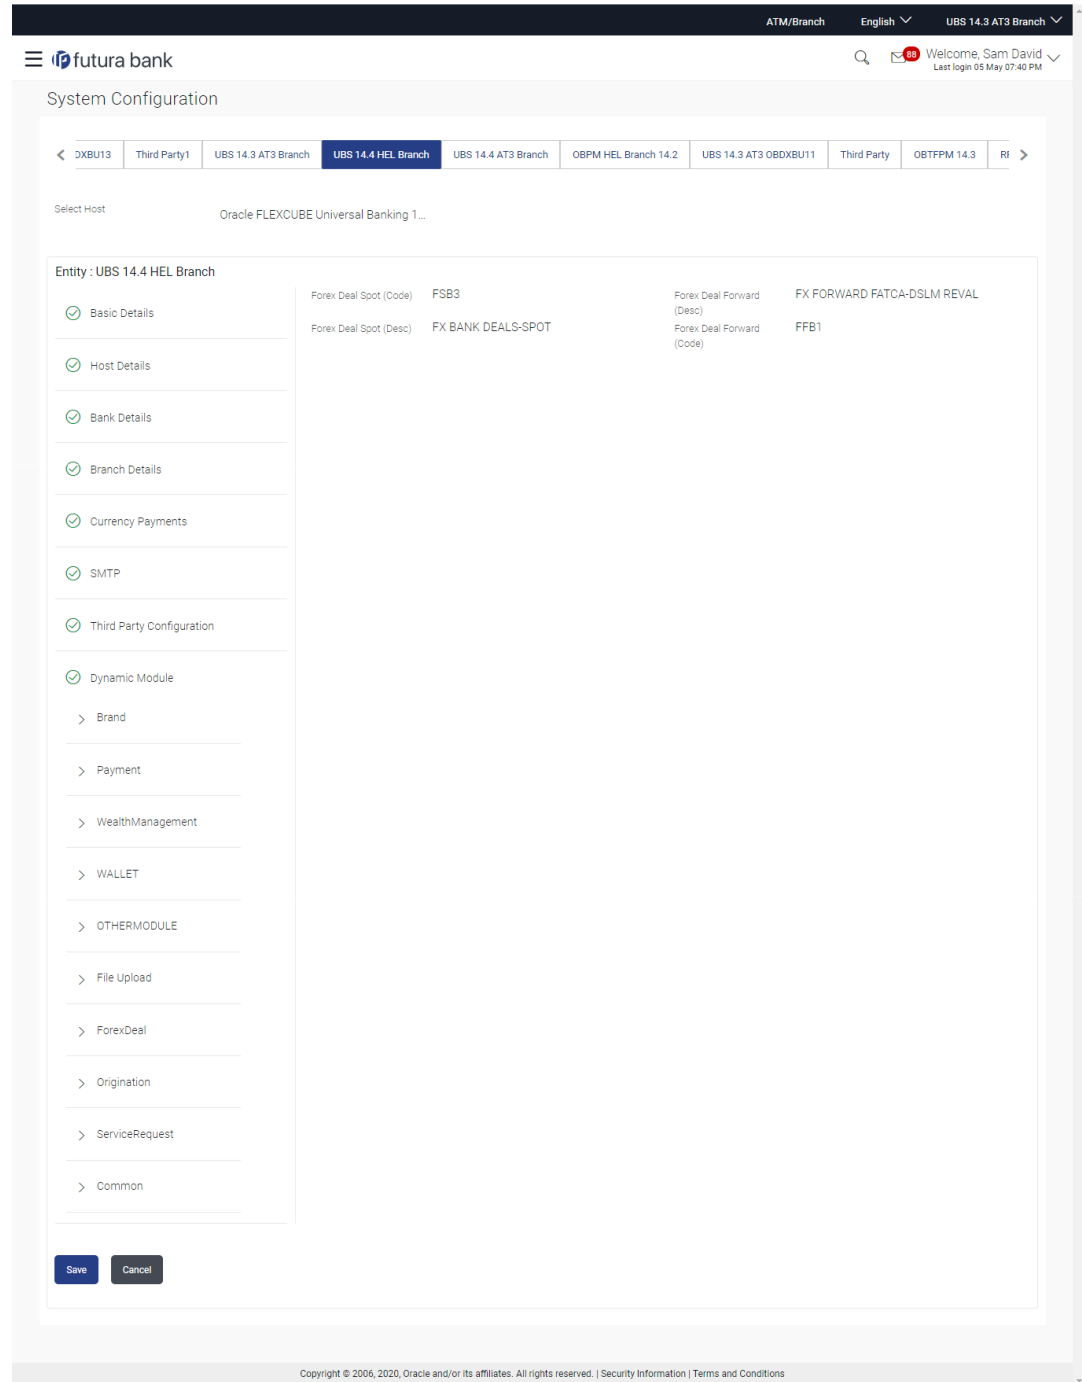 ATM/Branch English UBS 14.3 AT3 Branch
futura bank 88 Welcome, Sam David
Last login 05 May 07:40 PM
System Configuration
DXBU13 Third Party1 UBS 14.3 AT3 Branch UBS 14.4 HEL Branch UBS 14.4 AT3 Branch OBPM HEL Branch 14.2 UBS 14.3 AT3 OBDXBU11 Third Party OBTFPM 14.3
Select Host Oracle FLEXCUBE Universal Banking 1...
Entity : UBS 14.4 HEL Branch
Forex Deal Spot (Code) FSB3 Forex Deal Forward (Desc) FX FORWARD FATCA-DSLM REVAL
Forex Deal Spot (Desc) FX BANK DEALS-SPOT Forex Deal Forward (Code) FFB1
Basic Details
Host Details
Bank Details
Branch Details
Currency Payments
SMTP
Third Party Configuration
Dynamic Module
Brand
Payment
WealthManagement
WALLET
OTHERMODULE
File Upload
ForexDeal
Origination
ServiceRequest
Common
Save Cancel
Copyright © 2006, 2020, Oracle and/or its affiliates. All rights reserved. | Security Information | Terms and Conditions